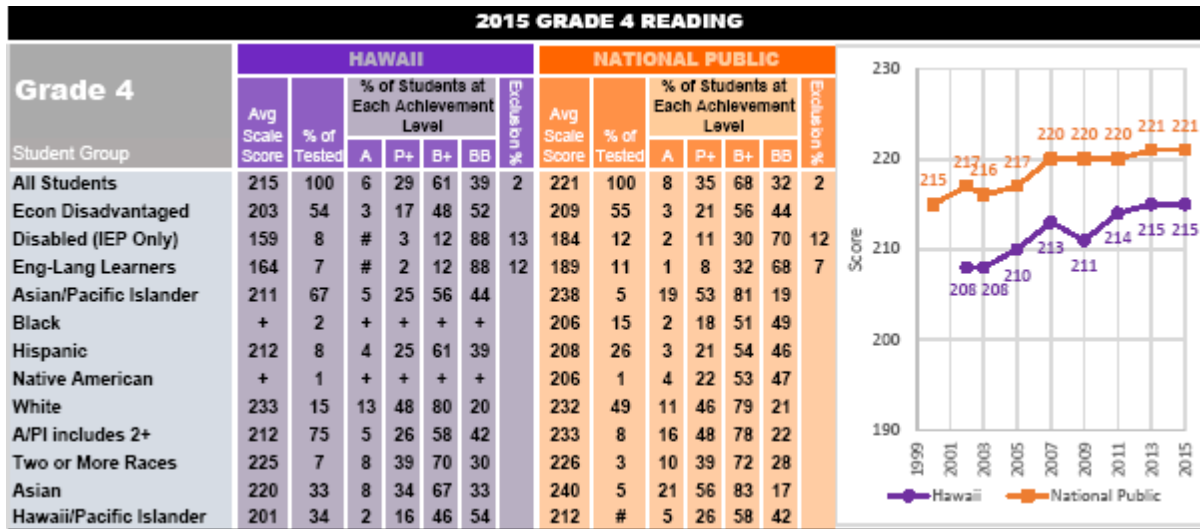 2015 GRADE 4 READING
Grade 4
Student Group
HAWAII
Avg Scale Score
% of Tested
% of Students at Each Achievement Level
A P+ B+ BB
Exclusion %
NATIONAL PUBLIC
Avg Scale Score
% of Tested
% of Students at Each Achievement Level
A P+ B+ BB
Exclusion %
All Students 215 100 6 29 61 39 2 221 100 8 35 68 32 2
Econ Disadvantaged 203 54 3 17 48 52 209 55 3 21 56 44
Disabled (IEP Only) 159 8 # 3 12 88 13 184 12 2 11 30 70 12
Eng-Lang Learners 164 7 # 2 12 88 12 189 11 1 8 32 68 7
Asian/Pacific Islander 211 67 5 25 56 44 238 5 19 53 81 19
Black + 2 + + + + 206 15 2 18 51 49
Hispanic 212 8 4 25 61 39 208 26 3 21 54 46
Native American + 1 + + + + 206 1 4 22 53 47
White 233 15 13 48 80 20 232 49 11 46 79 21
A/PI includes 2+ 212 75 5 26 58 42 233 8 16 48 78 22
Two or More Races 225 7 8 39 70 30 226 3 10 39 72 28
Asian 220 33 8 34 67 33 240 5 21 56 83 17
Hawaii/Pacific Islander 201 34 2 16 46 54 212 # 5 26 58 42
230
220
210
200
190
Score
215 217 216 217 220 220 220 221 221
208 208 210 213 211 214 215 215
1999 2001 2003 2005 2007 2009 2011 2013 2015
Hawaii National Public